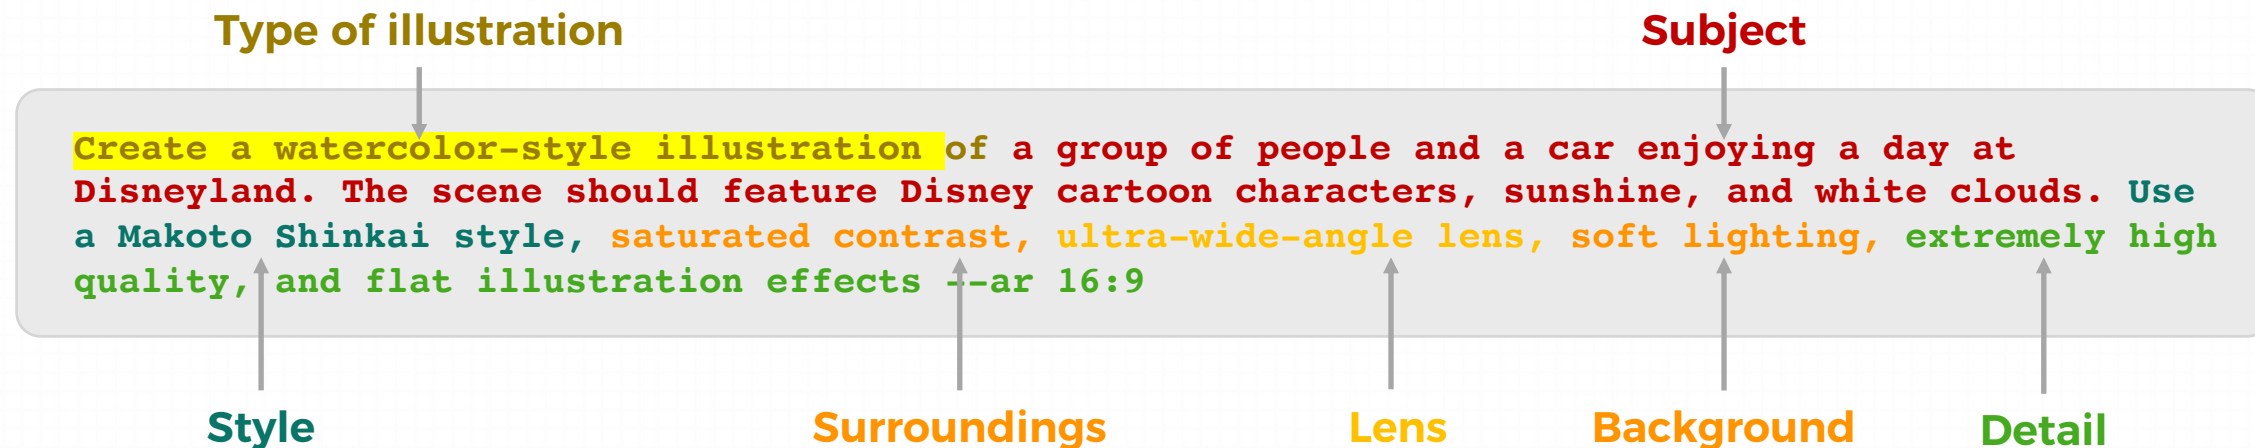 Type of illustration
Subject
Create a watercolor-style illustration of a group of people and a car enjoying a day at
Disneyland. The scene should feature Disney cartoon characters, sunshine, and white clouds. Use
a Makoto Shinkai style, saturated contrast, ultra-wide-angle lens, soft lighting, extremely high
quality, and flat illustration effects --ar 16:9
Style
Surroundings
Lens
Background
Detail